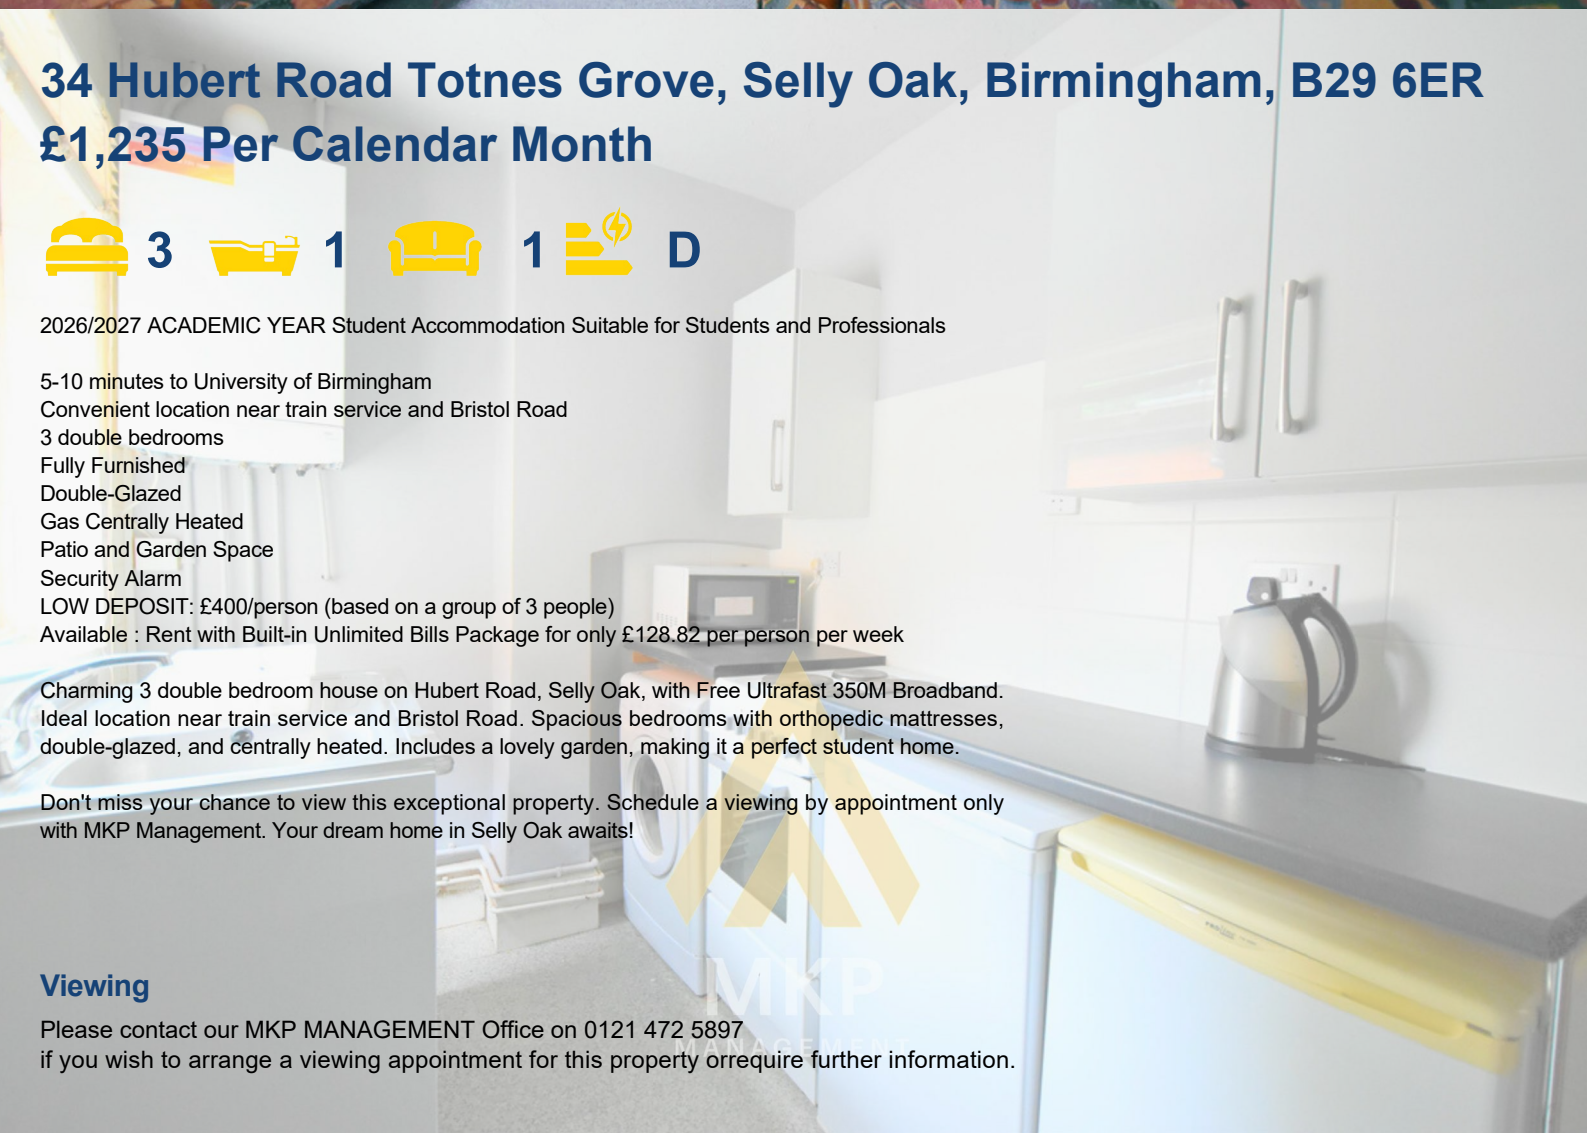 34 Hubert Road Totnes Grove, Selly Oak, Birmingham, B29 6ER
£1,235 Per Calendar Month
3 1 1 D
2026/2027 ACADEMIC YEAR Student Accommodation Suitable for Students and Professionals
5-10 minutes to University of Birmingham
Convenient location near train service and Bristol Road
3 double bedrooms
Fully Furnished
Double-Glazed
Gas Centrally Heated
Patio and Garden Space
Security Alarm
LOW DEPOSIT: £400/person (based on a group of 3 people)
Available : Rent with Built-in Unlimited Bills Package for only £128.82 per person per week
Charming 3 double bedroom house on Hubert Road, Selly Oak, with Free Ultrafast 350M Broadband.
Ideal location near train service and Bristol Road. Spacious bedrooms with orthopedic mattresses,
double-glazed, and centrally heated. Includes a lovely garden, making it a perfect student home.
Don't miss your chance to view this exceptional property. Schedule a viewing by appointment only
with MKP Management. Your dream home in Selly Oak awaits!
MKP
MANAGEMENT
Viewing
Please contact our MKP MANAGEMENT Office on 0121 472 5897
if you wish to arrange a viewing appointment for this property orrequire further information.